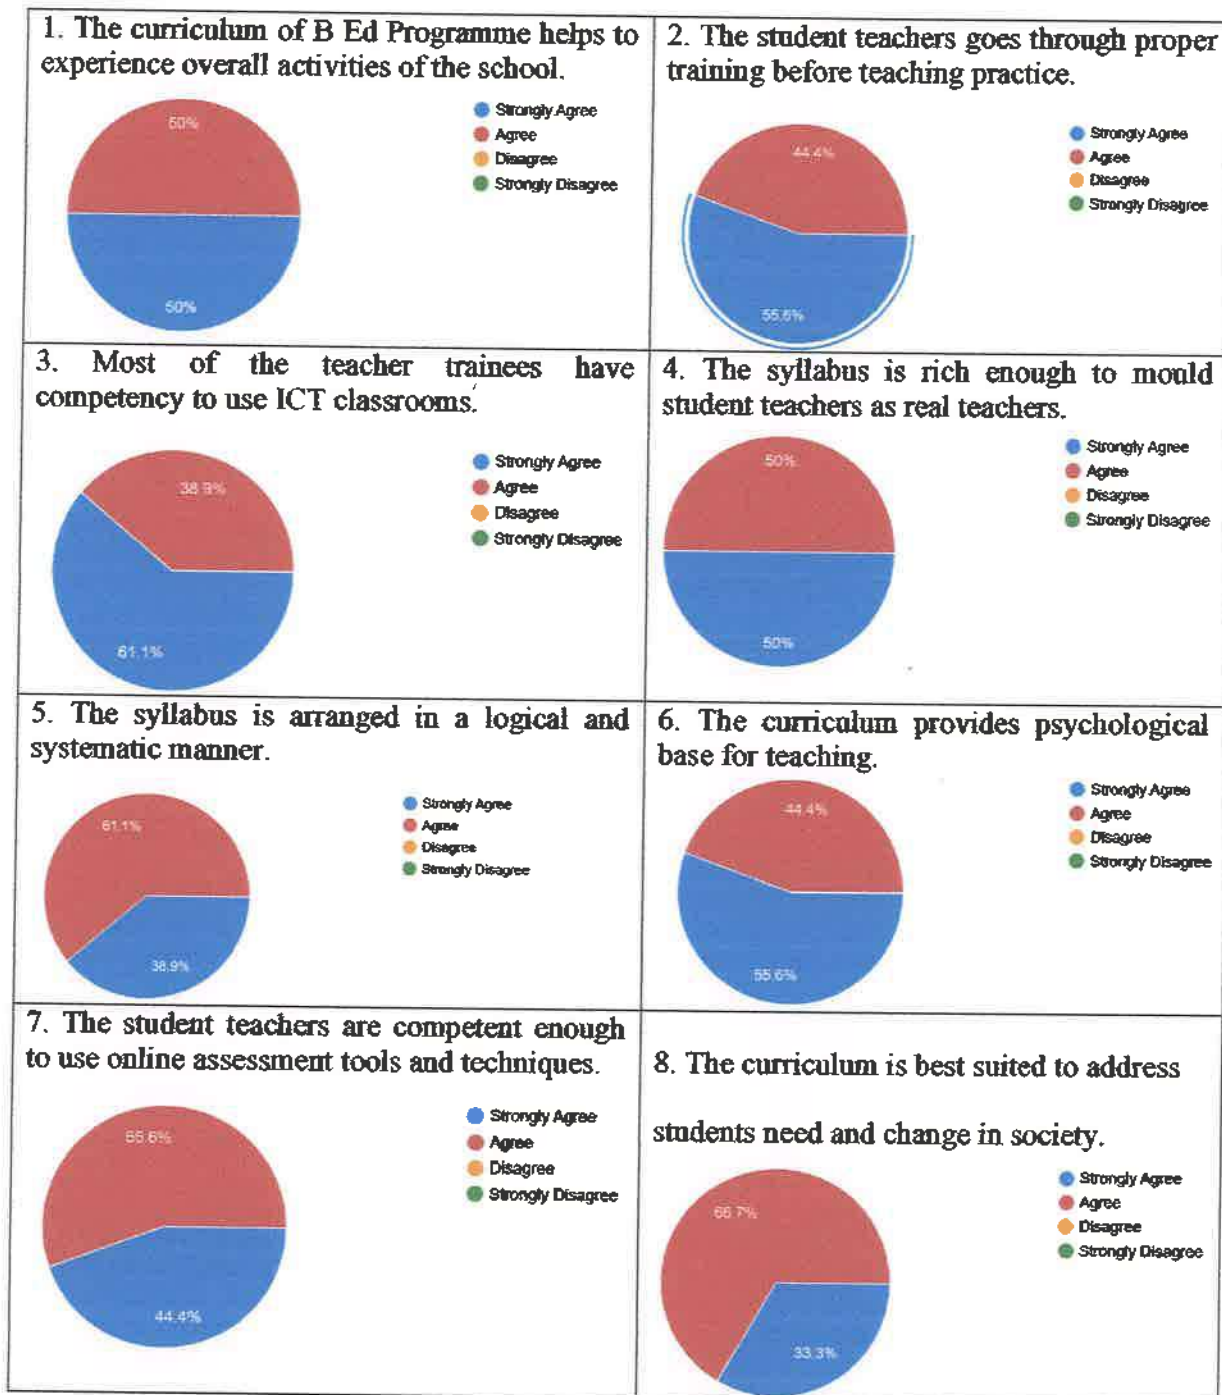 1. The curriculum of B Ed Programme helps to
experience overall activities of the school.
50%
50%
Strongly Agree
Agree
Disagree
Strongly Disagree
2. The student teachers goes through proper
training before teaching practice.
44.4%
55.6%
Strongly Agree
Agree
Disagree
Strongly Disagree
3. Most of the teacher trainees have
competency to use ICT classrooms.
38.9%
61.1%
Strongly Agree
Agree
Disagree
Strongly Disagree
4. The syllabus is rich enough to mould
student teachers as real teachers.
50%
50%
Strongly Agree
Agree
Disagree
Strongly Disagree
5. The syllabus is arranged in a logical and
systematic manner.
61.1%
38.9%
Strongly Agree
Agree
Disagree
Strongly Disagree
6. The curriculum provides psychological
base for teaching.
44.4%
55.6%
Strongly Agree
Agree
Disagree
Strongly Disagree
7. The student teachers are competent enough
to use online assessment tools and techniques.
55.6%
44.4%
Strongly Agree
Agree
Disagree
Strongly Disagree
8. The curriculum is best suited to address
students need and change in society.
66.7%
33.3%
Strongly Agree
Agree
Disagree
Strongly Disagree